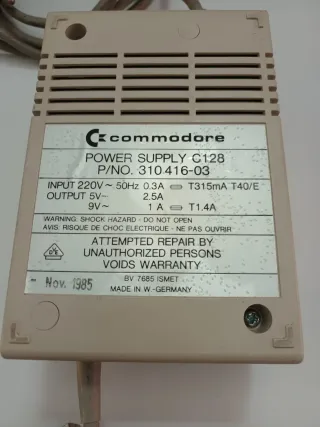 commodore
POWER SUPPLY C128
P/NO. 310416-03
INPUT 220V ~ 50Hz 0.3A T315mA T40/E
OUTPUT 5V⎓ 2.5A
9V~ 1A T1.4A
WARNING: SHOCK HAZARD - DO NOT OPEN
AVIS: RISQUE DE CHOC ELECTRIQUE - NE PAS OUVRIR
ATTEMPTED REPAIR BY
UNAUTHORIZED PERSONS
VOIDS WARRANTY
Nov. 1985
BV 7685 ISMET
MADE IN W.-GERMANY